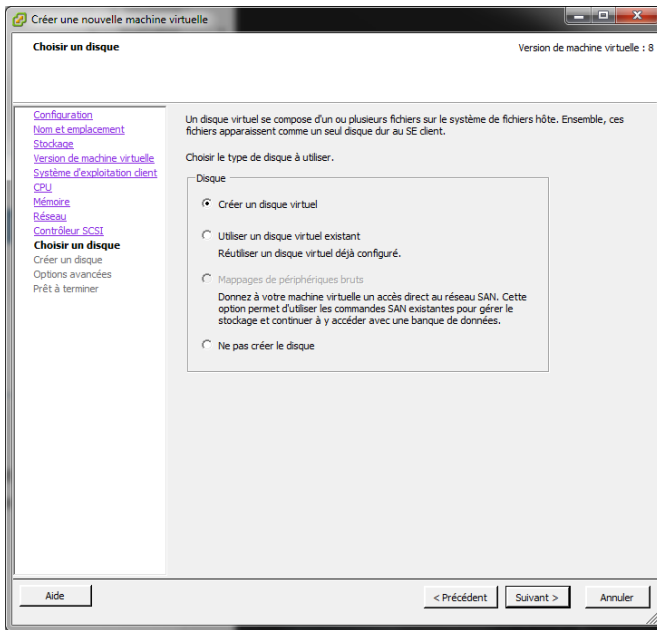 Créer une nouvelle machine virtuelle
Choisir un disque
Version de machine virtuelle : 8
Configuration
Nom et emplacement
Stockage
Version de machine virtuelle
Système d'exploitation client
CPU
Mémoire
Réseau
Contrôleur SCSI
Choisir un disque
Créer un disque
Options avancées
Prêt à terminer
Un disque virtuel se compose d'un ou plusieurs fichiers sur le système de fichiers hôte. Ensemble, ces
fichiers apparaissent comme un seul disque dur au SE client.
Choisir le type de disque à utiliser.
Disque
Créer un disque virtuel
Utiliser un disque virtuel existant
Réutiliser un disque virtuel déjà configuré.
Mappages de périphériques bruts
Donnez à votre machine virtuelle un accès direct au réseau SAN. Cette
option permet d'utiliser les commandes SAN existantes pour gérer le
stockage et continuer à y accéder avec une banque de données.
Ne pas créer le disque
Aide
< Précédent
Suivant >
Annuler